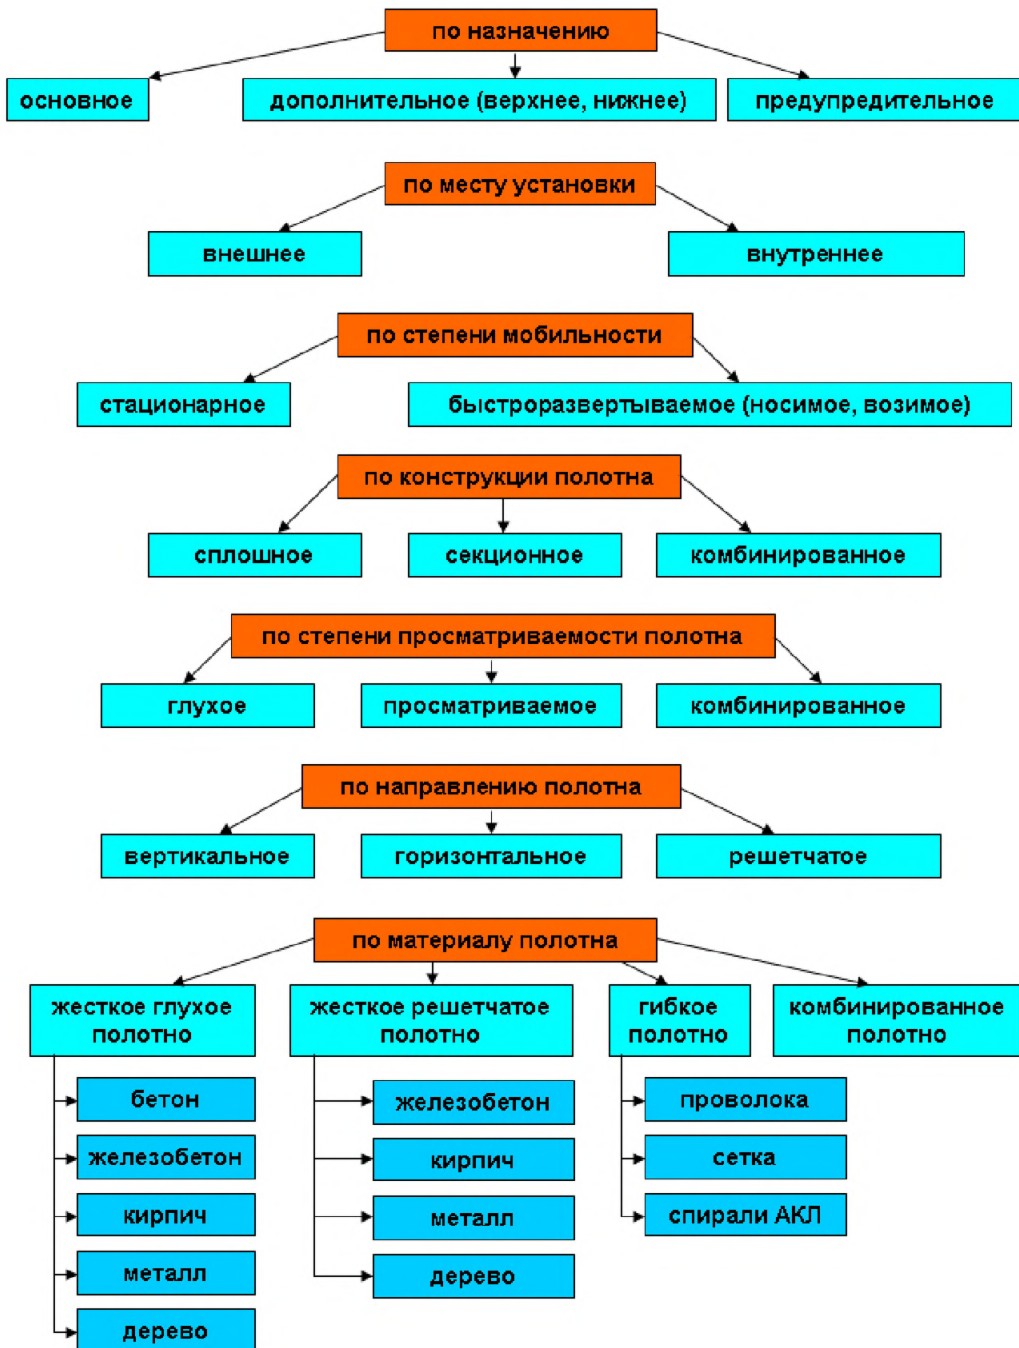 по назначению
основное
дополнительное (верхнее, нижнее)
предупредительное
по месту установки
внешнее
внутреннее
по степени мобильности
стационарное
быстроразвертываемое (носимое, возимое)
по конструкции полотна
сплошное
секционное
комбинированное
по степени просматриваемости полотна
глухое
просматриваемое
комбинированное
по направлению полотна
вертикальное
горизонтальное
решетчатое
по материалу полотна
жесткое глухое
полотно
жесткое решетчатое
полотно
гибкое
полотно
комбинированное
полотно
бетон
железобетон
кирпич
металл
дерево
железобетон
кирпич
металл
дерево
проволока
сетка
спирали АКЛ